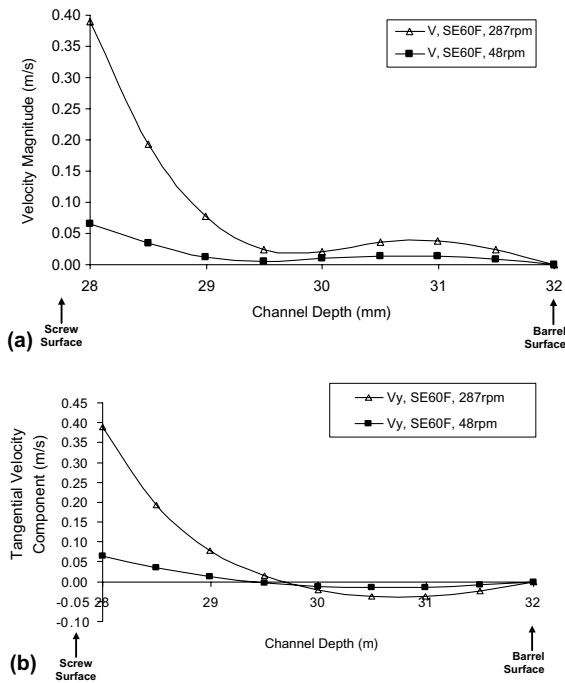 V, SE60F, 287rpm
V, SE60F, 48rpm
Velocity Magnitude (m/s)
0.40
0.35
0.30
0.25
0.20
0.15
0.10
0.05
0.00
28 29 30 31 32
Channel Depth (mm)
(a)
Screw
Surface
Barrel
Surface
Vy, SE60F, 287rpm
Vy, SE60F, 48rpm
Tangential Velocity
Component (m/s)
0.45
0.40
0.35
0.30
0.25
0.20
0.15
0.10
0.05
0.00
-0.05
-0.10
28 29 30 31 32
Channel Depth (m)
(b)
Screw
Surface
Barrel
Surface